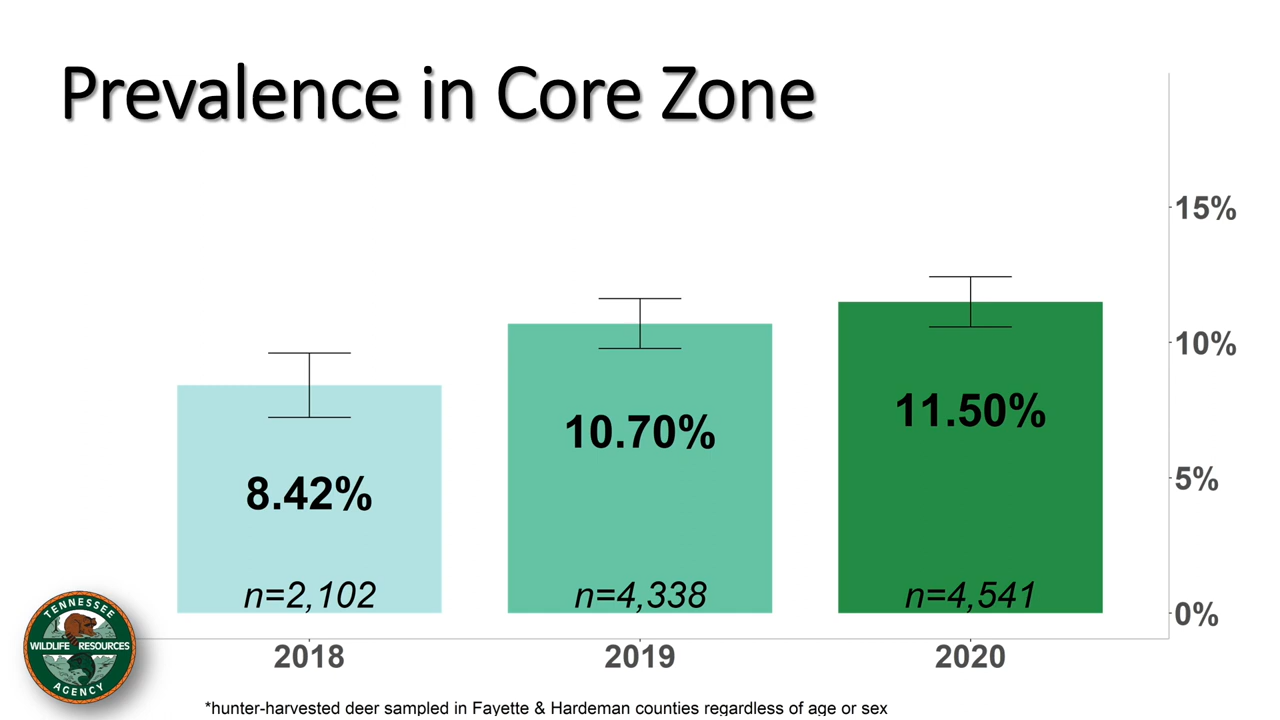 Prevalence in Core Zone
15%
10%
5%
0%
8.42%
10.70%
11.50%
n=2,102
n=4,338
n=4,541
2018
2019
2020
TENNESSEE
WILDLIFE RESOURCES
AGENCY
*hunter-harvested deer sampled in Fayette & Hardeman counties regardless of age or sex